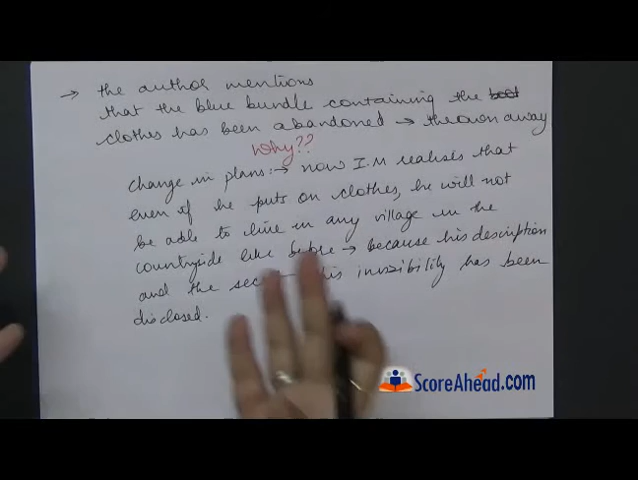 → the author mentions
that the blue bundle containing the
clothes has been abandoned → thrown away
why??
change in plans:→ now I.M realises that
even if he puts on clothes, he will not
be able to live in any village in the
countryside like before → because his description
and the his invisibility has been
disclosed.
ScoreAhead.com